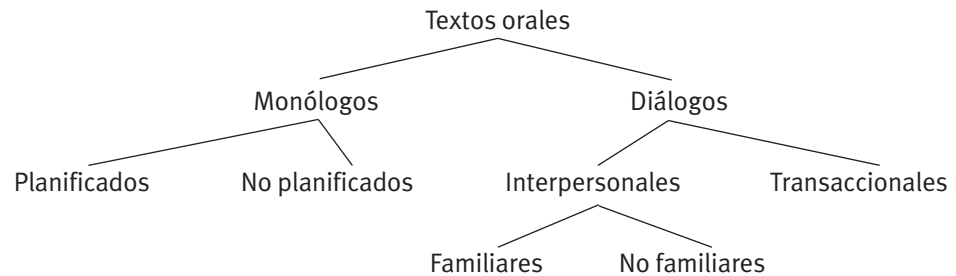 Textos orales
Monólogos Diálogos
Planificados No planificados Interpersonales Transaccionales
Familiares No familiares